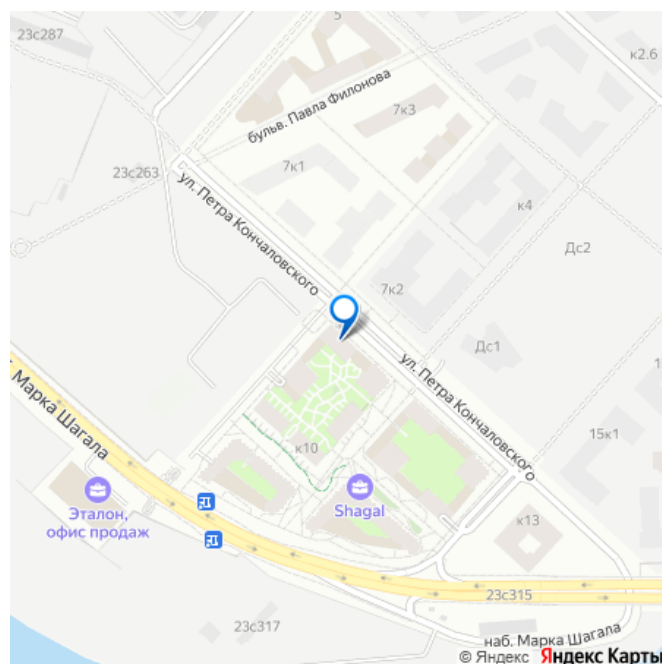 5
23с287
к2.6
бульв. Павла Филонова
7к3
23с263
7к1
ул. Петра Кончаловского
к4
Дс2
7к2
Дс1
ул. Петра Кончаловского
Марка Шагала
15к1
к10
Shagal
Эталон,
офис продаж
к13
23с315
23с317
наб. Марка Шагала
© Яндекс Яндекс Карты